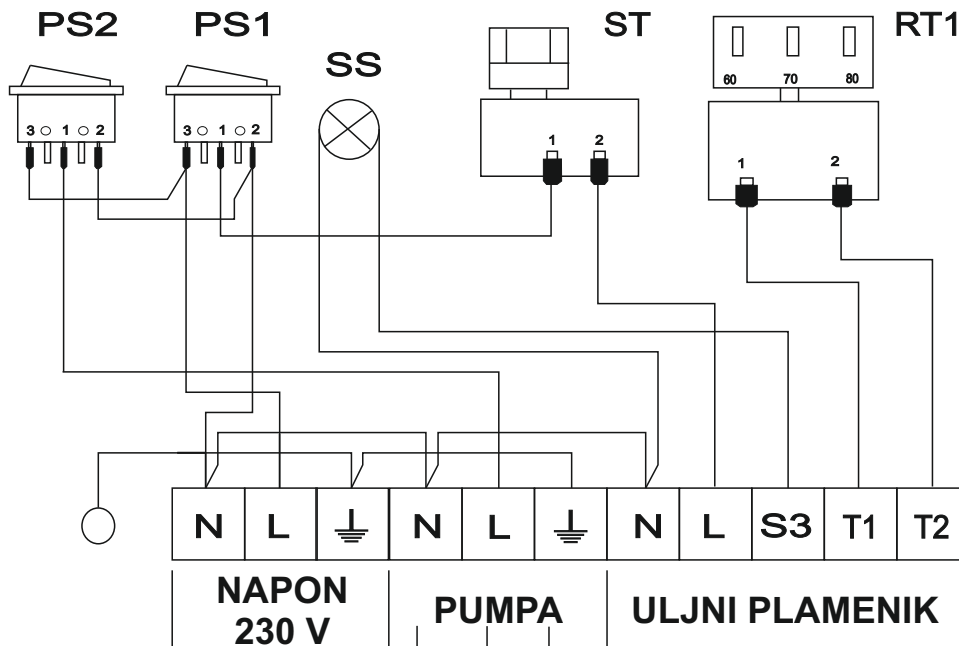 PS2 PS1 SS ST RT1
60 70 80
3 1 2 3 1 2
1 2
1 2
N L N L N L S3 T1 T2
NAPON 230 V
PUMPA
ULJNI PLAMENIK